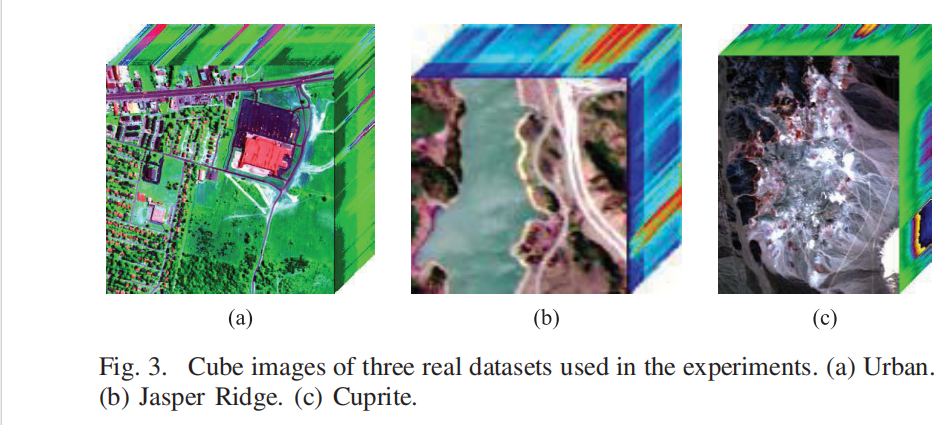 (a)
(b)
(c)
Fig. 3. Cube images of three real datasets used in the experiments. (a) Urban.
(b) Jasper Ridge. (c) Cuprite.